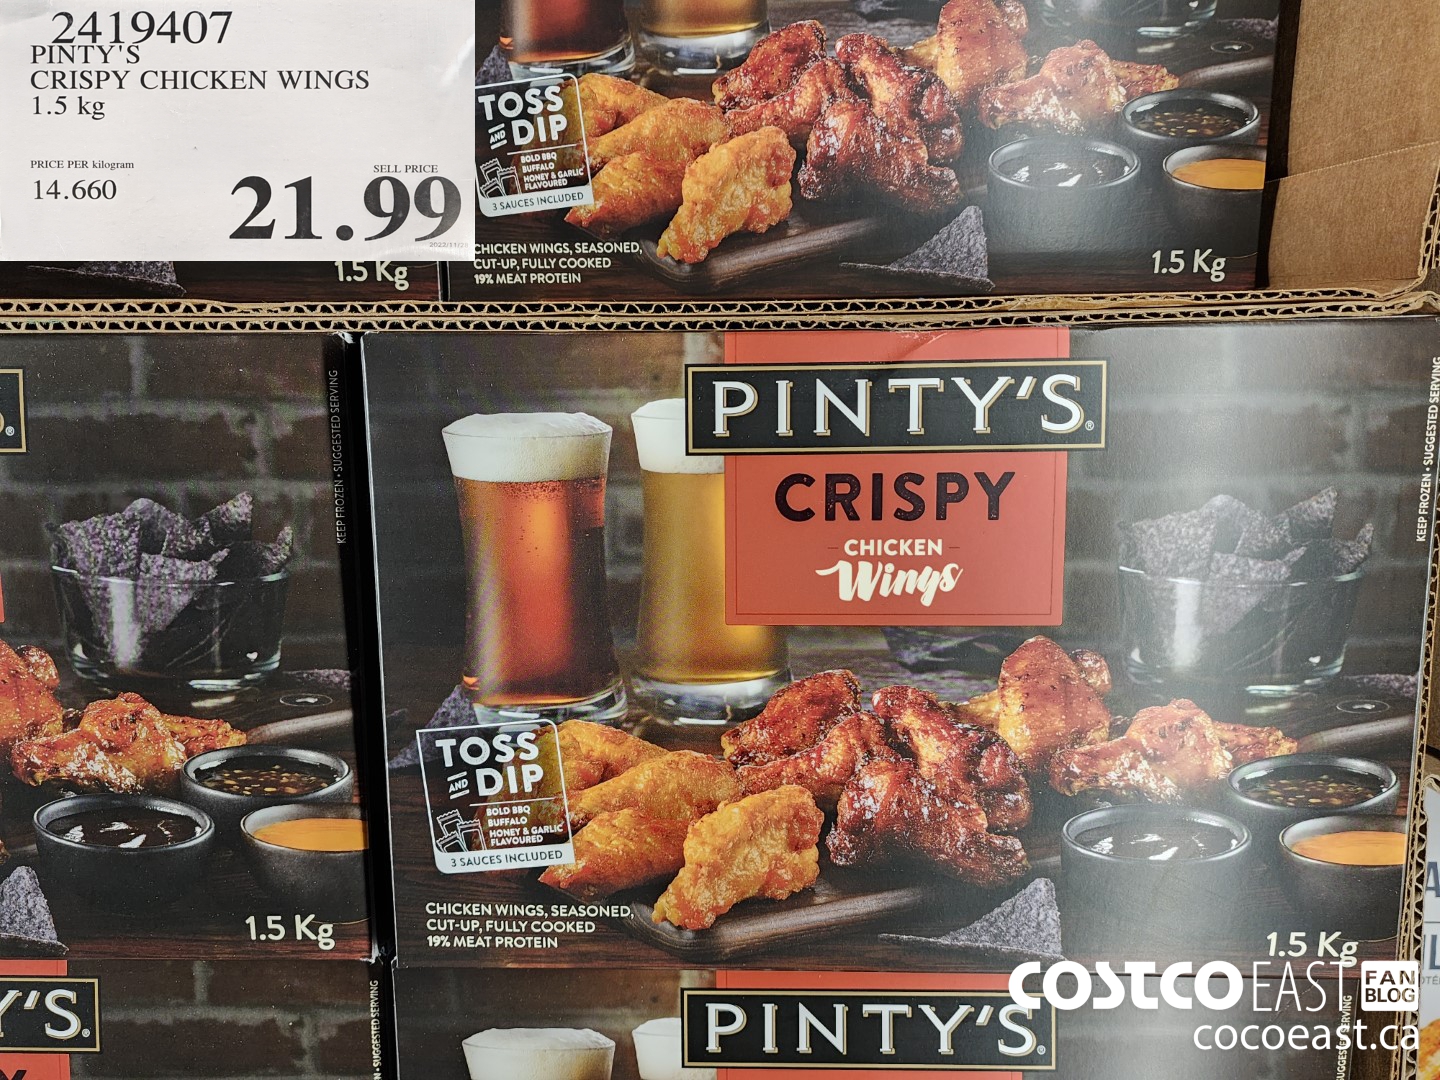 2419407
PINTY'S
CRISPY CHICKEN WINGS
1.5 kg
PRICE PER kilogram
14.660
SELL PRICE
21.99
TOSS
AND DIP
BOLD BBQ
BUFFALO
HONEY & GARLIC
FLAVOURED
3 SAUCES INCLUDED
CHICKEN WINGS, SEASONED,
CUT-UP, FULLY COOKED
19% MEAT PROTEIN
1.5 Kg
1.5 Kg
KEEP FROZEN • SUGGESTED SERVING
PINTY'S®
CRISPY
CHICKEN
Wings
KEEP FROZEN • SUGGESTED SERVING
TOSS
AND DIP
BOLD BBQ
BUFFALO
HONEY & GARLIC
FLAVOURED
3 SAUCES INCLUDED
CHICKEN WINGS, SEASONED,
CUT-UP, FULLY COOKED
19% MEAT PROTEIN
1.5 Kg
1.5 Kg
Y'S®
PINTY'S®
COSTCO EAST FAN BLOG
cocoeast.ca